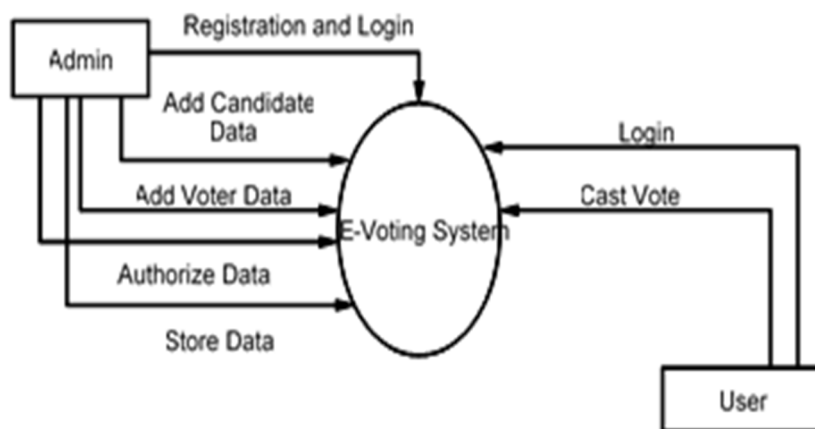 Registration and Login
Admin
Add Candidate
Data
Login
Add Voter Data
Cast Vote
E-Voting System
Authorize Data
Store Data
User